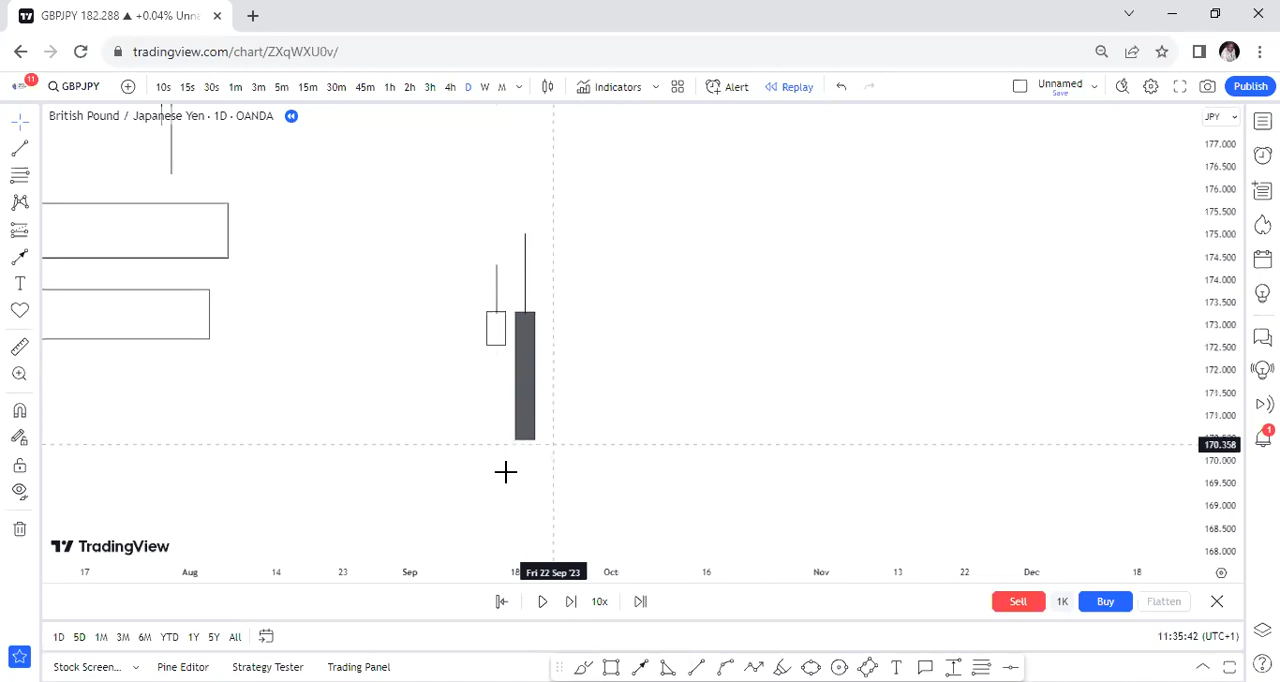 GBPJPY 182.288 ▲ +0.04% Unna
tradingview.com/chart/ZXqWXU0v/
11
GBPJPY
10s 15s 30s 1m 3m 5m 15m 30m 45m 1h 2h 3h 4h D W M
Indicators
Alert
Replay
Unnamed
Save
Publish
British Pound / Japanese Yen · 1D · OANDA
JPY
177.000
176.500
176.000
175.500
175.000
174.500
174.000
173.500
173.000
172.500
172.000
171.500
171.000
170.358
170.000
169.500
169.000
168.500
168.000
1
TradingView
17 Aug 14 23 Sep 18 Fri 22 Sep '23 Oct 16 Nov 13 22 Dec 18
10x
Sell 1K Buy Flatten
1D 5D 1M 3M 6M YTD 1Y 5Y All
11:35:42 (UTC+1)
Stock Screen... Pine Editor Strategy Tester Trading Panel